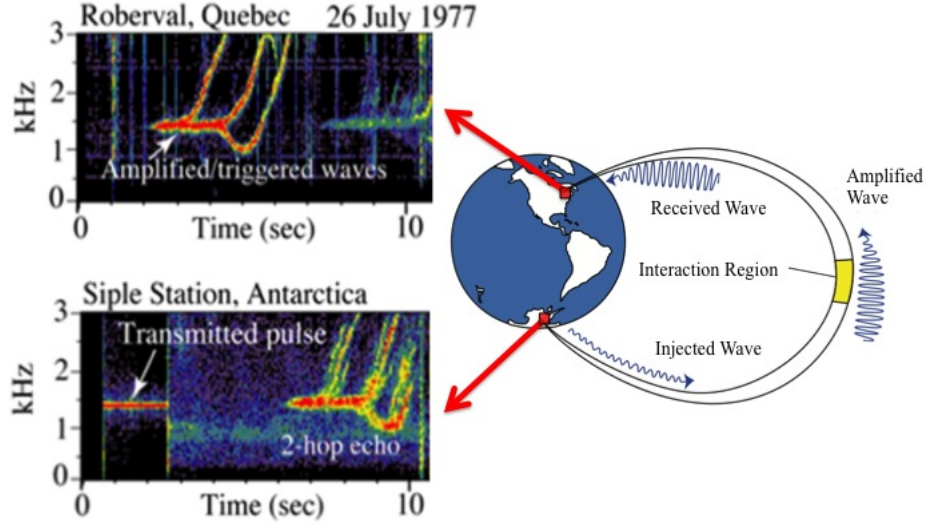 Roberval, Quebec 26 July 1977
3
2
kHz
1
Amplified/triggered waves
0
0 Time (sec) 10
Siple Station, Antarctica
3
Transmitted pulse
2
kHz
1
2-hop echo
0
0 Time (sec) 10
Amplified
Wave
Received Wave
Interaction Region
Injected Wave